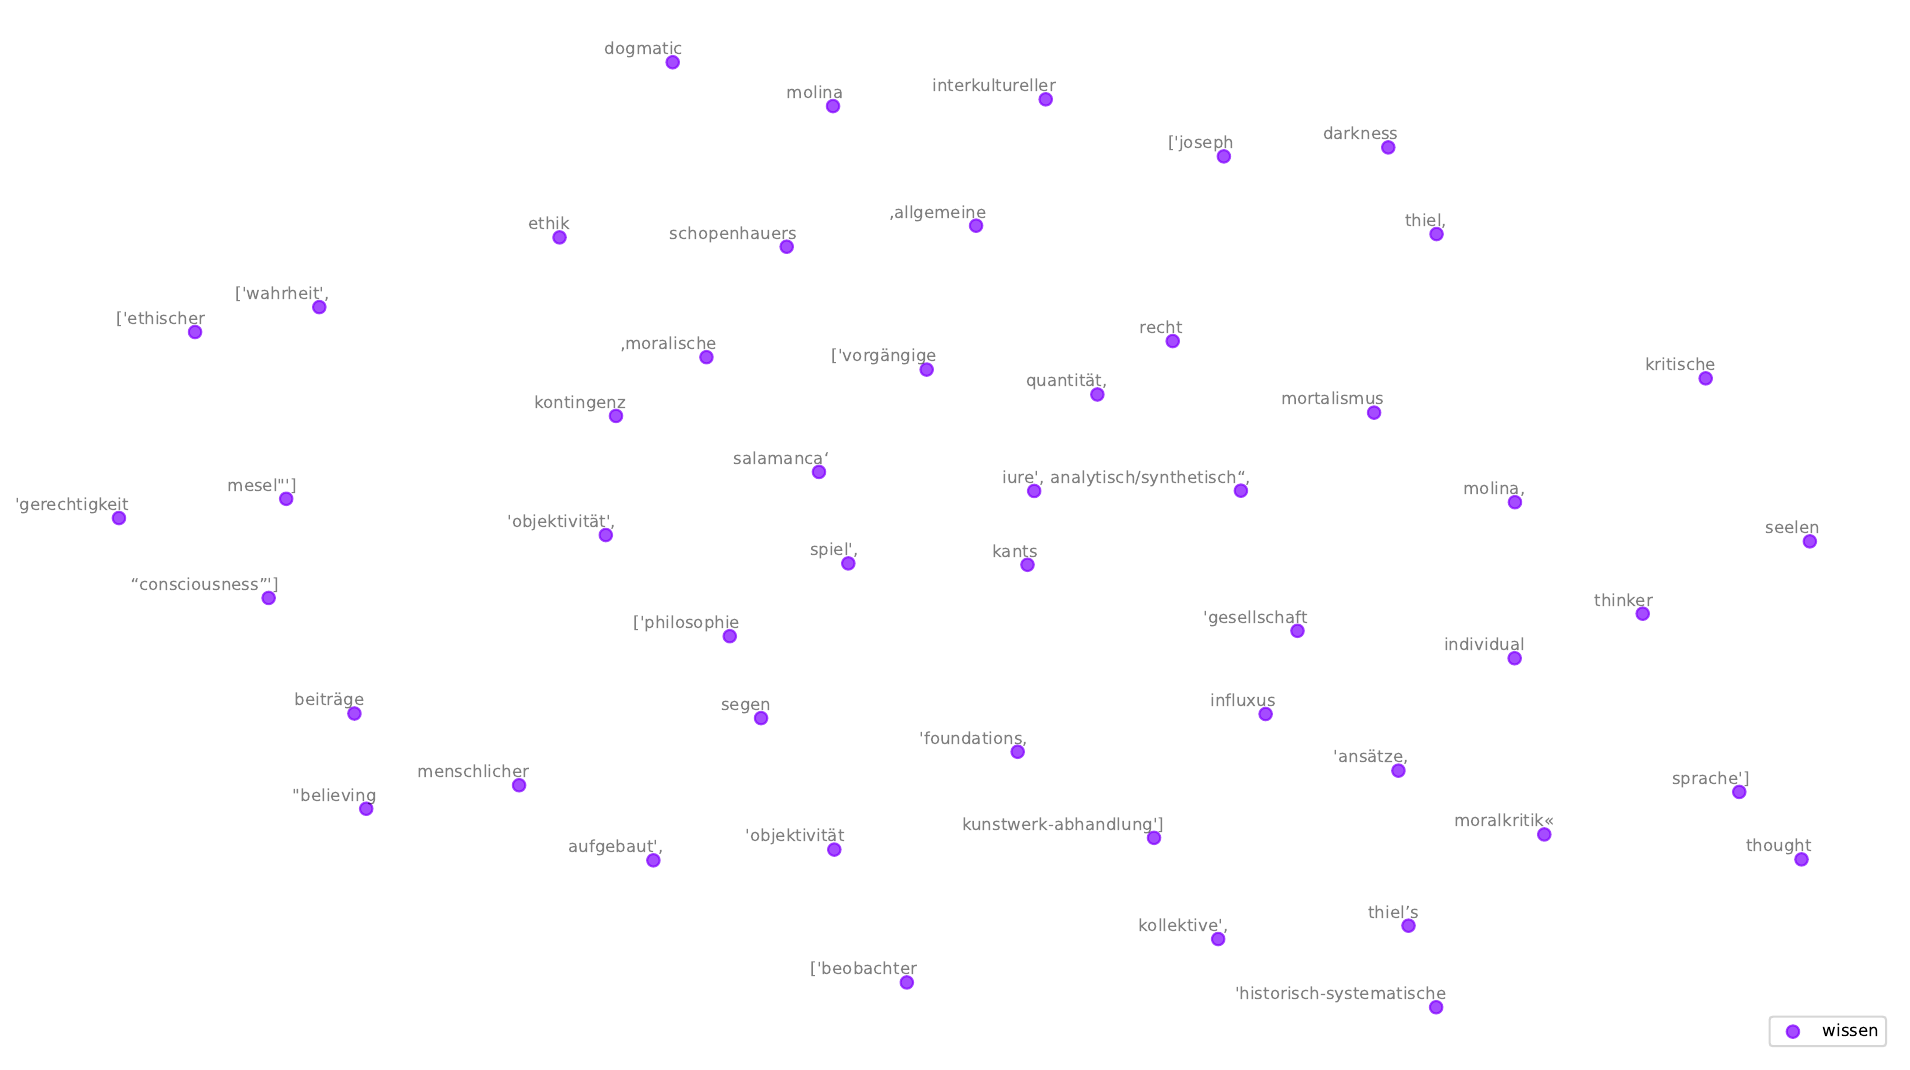 dogmatic
molina
interkultureller
['joseph
darkness
ethik
schopenhauers
‚allgemeine
thiel,
['ethischer
['wahrheit',
‚moralische
['vorgängige
recht
quantität,
kritische
kontingenz
mortalismus
salamanca‘
iure', analytisch/synthetisch“,
molina,
'gerechtigkeit
mesel"']
'objektivität',
seelen
spiel',
kants
“consciousness”']
['philosophie
'gesellschaft
thinker
individual
beiträge
segen
influxus
'foundations,
'ansätze,
menschlicher
"believing
sprache']
aufgebaut',
'objektivität
kunstwerk-abhandlung']
moralkritik«
thought
kollektive',
thiel’s
['beobachter
'historisch-systematische
wissen